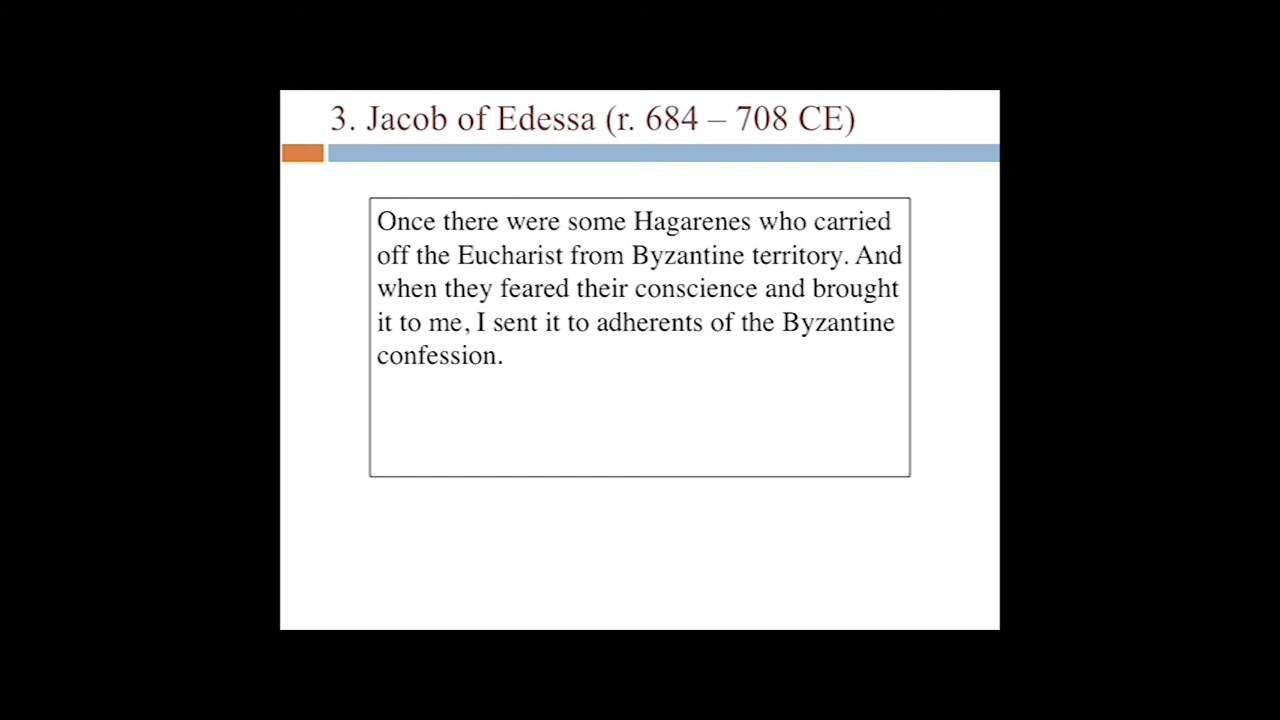 3. Jacob of Edessa (r. 684 – 708 CE)
Once there were some Hagarenes who carried
off the Eucharist from Byzantine territory. And
when they feared their conscience and brought
it to me, I sent it to adherents of the Byzantine
confession.